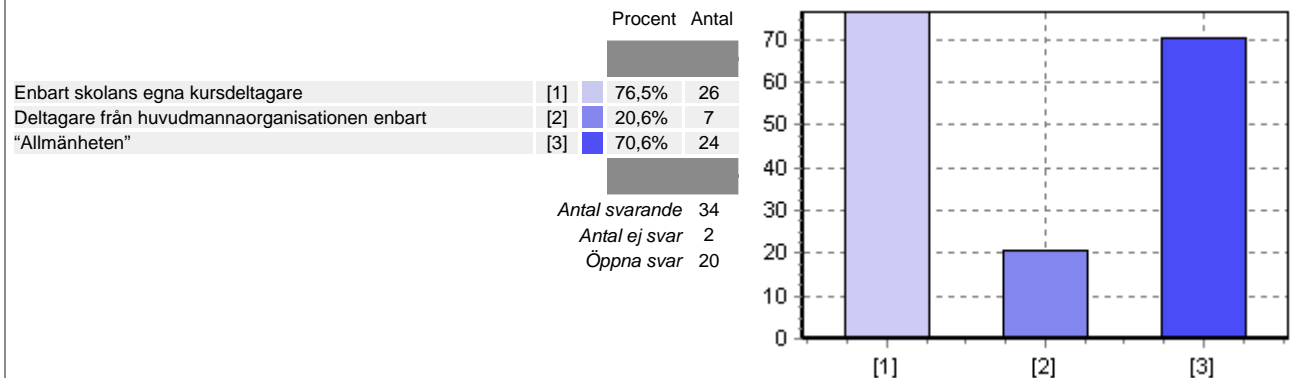 Procent Antal
Enbart skolans egna kursdeltagare [1] 76,5% 26
Deltagare från huvudmannaorganisationen enbart [2] 20,6% 7
“Allmänheten” [3] 70,6% 24
Antal svarande 34
Antal ej svar 2
Öppna svar 20
70
60
50
40
30
20
10
0
[1] [2] [3]